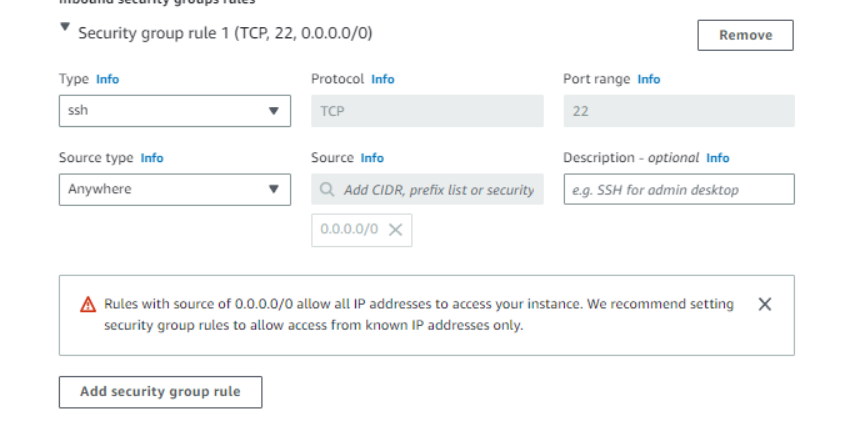 Inbound security groups rules
Security group rule 1 (TCP, 22, 0.0.0.0/0)
Remove
Type Info
Protocol Info
Port range Info
ssh
TCP
22
Source type Info
Source Info
Description - optional Info
Anywhere
Add CIDR, prefix list or security
e.g. SSH for admin desktop
0.0.0.0/0
Rules with source of 0.0.0.0/0 allow all IP addresses to access your instance. We recommend setting
security group rules to allow access from known IP addresses only.
Add security group rule